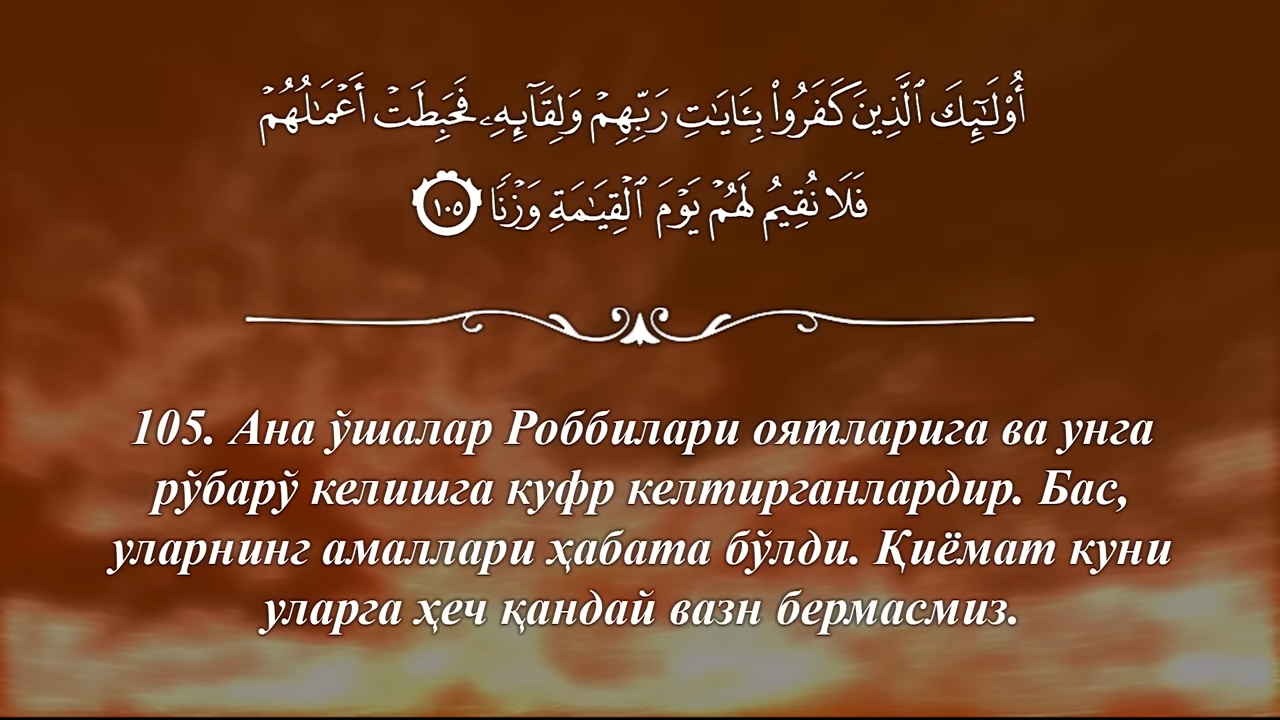 أُو۟لَـٰٓئِكَ ٱلَّذِينَ كَفَرُوا۟ بِـَٔايَـٰتِ رَبِّهِمْ وَلِقَآئِهِۦ فَحَبِطَتْ أَعْمَـٰلُهُمْ
فَلَا نُقِيمُ لَهُمْ يَوْمَ ٱلْقِيَـٰمَةِ وَزْنًا ١٠٥
105. Ана ўшалар Роббилари оятларига ва унга
рўбарў келишга куфр келтирганлардир. Бас,
уларнинг амаллари ҳабата бўлди. Қиёмат куни
уларга ҳеч қандай вазн бермасмиз.